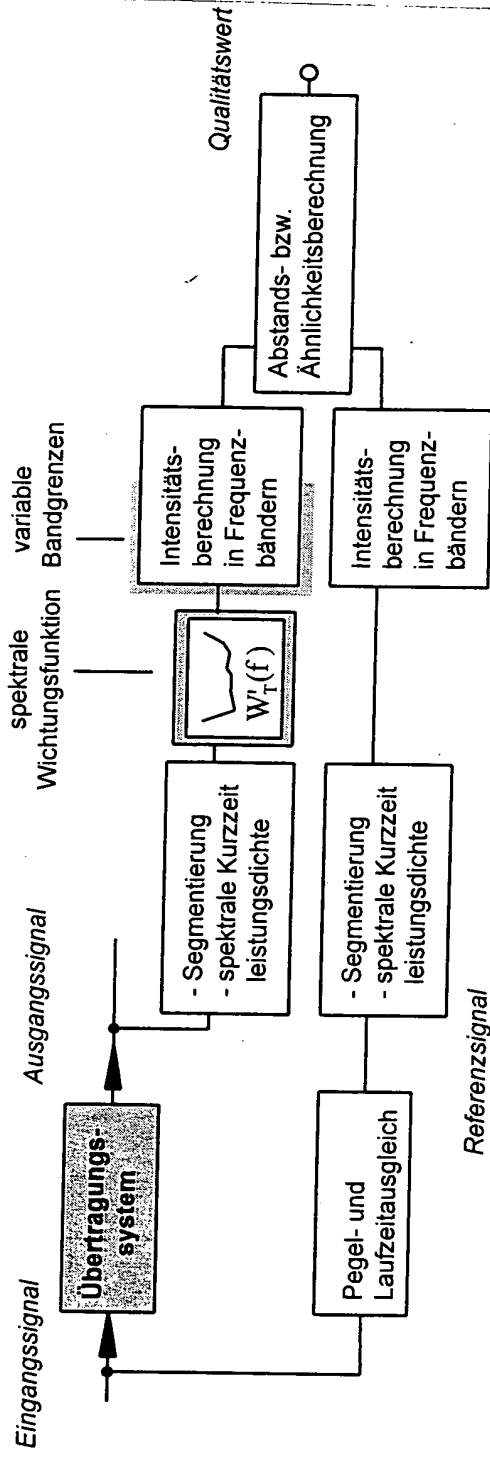 Eingangssignal
Übertragungs-
system
Ausgangssignal
spektrale
Wichtungsfunktion
variable
Bandgrenzen
- Segmentierung
- spektrale Kurzzeit
leistungsdichte
W'T(f)
Intensitäts-
berechnung
in Frequenz-
bändern
Qualitätswert
Abstands- bzw.
Ähnlichkeitsberechnung
Pegel- und
Laufzeitausgleich
Referenzsignal
- Segmentierung
- spektrale Kurzzeit
leistungsdichte
Intensitäts-
berechnung
in Frequenz-
bändern